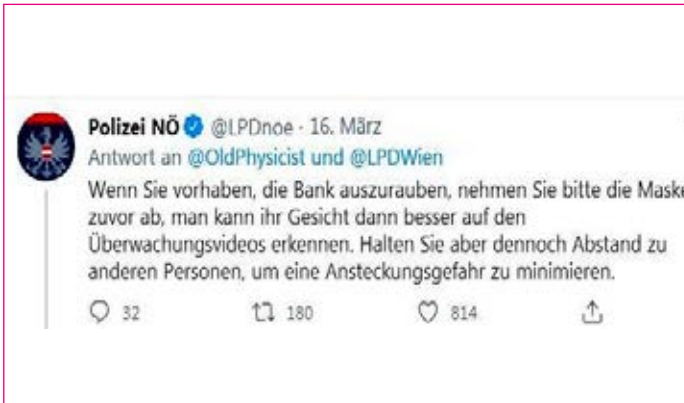 Polizei NÖ @LPDnoe · 16. März
Antwort an @OldPhysicist und @LPDWien
Wenn Sie vorhaben, die Bank auszurauben, nehmen Sie bitte die Maske
zuvor ab, man kann ihr Gesicht dann besser auf den
Überwachungsvideos erkennen. Halten Sie aber dennoch Abstand zu
anderen Personen, um eine Ansteckungsgefahr zu minimieren.
32 180 814